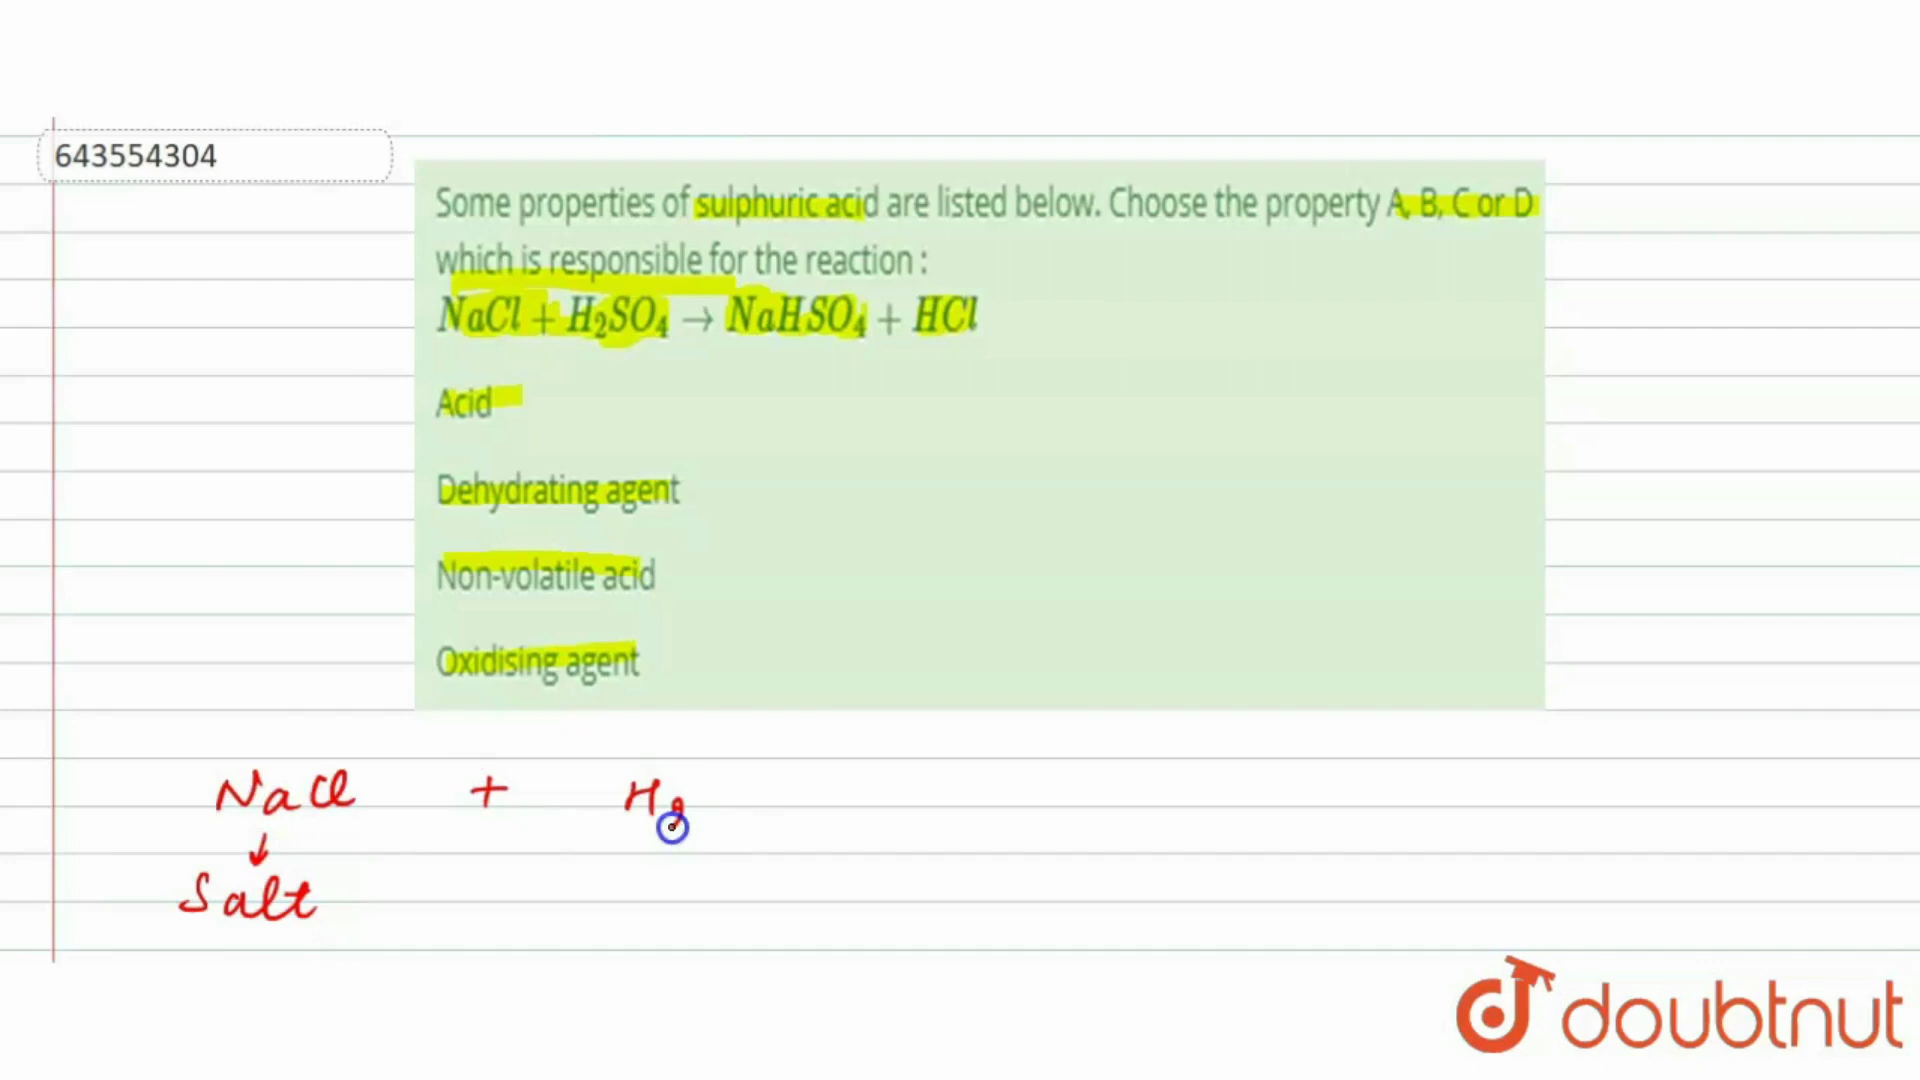 643554304
Some properties of sulphuric acid are listed below. Choose the property A, B, C or D
which is responsible for the reaction :
NaCl + H₂SO₄ → NaHSO₄ + HCl
Acid
Dehydrating agent
Non-volatile acid
Oxidising agent
NaCl + H
↓
Salt
doubtnut